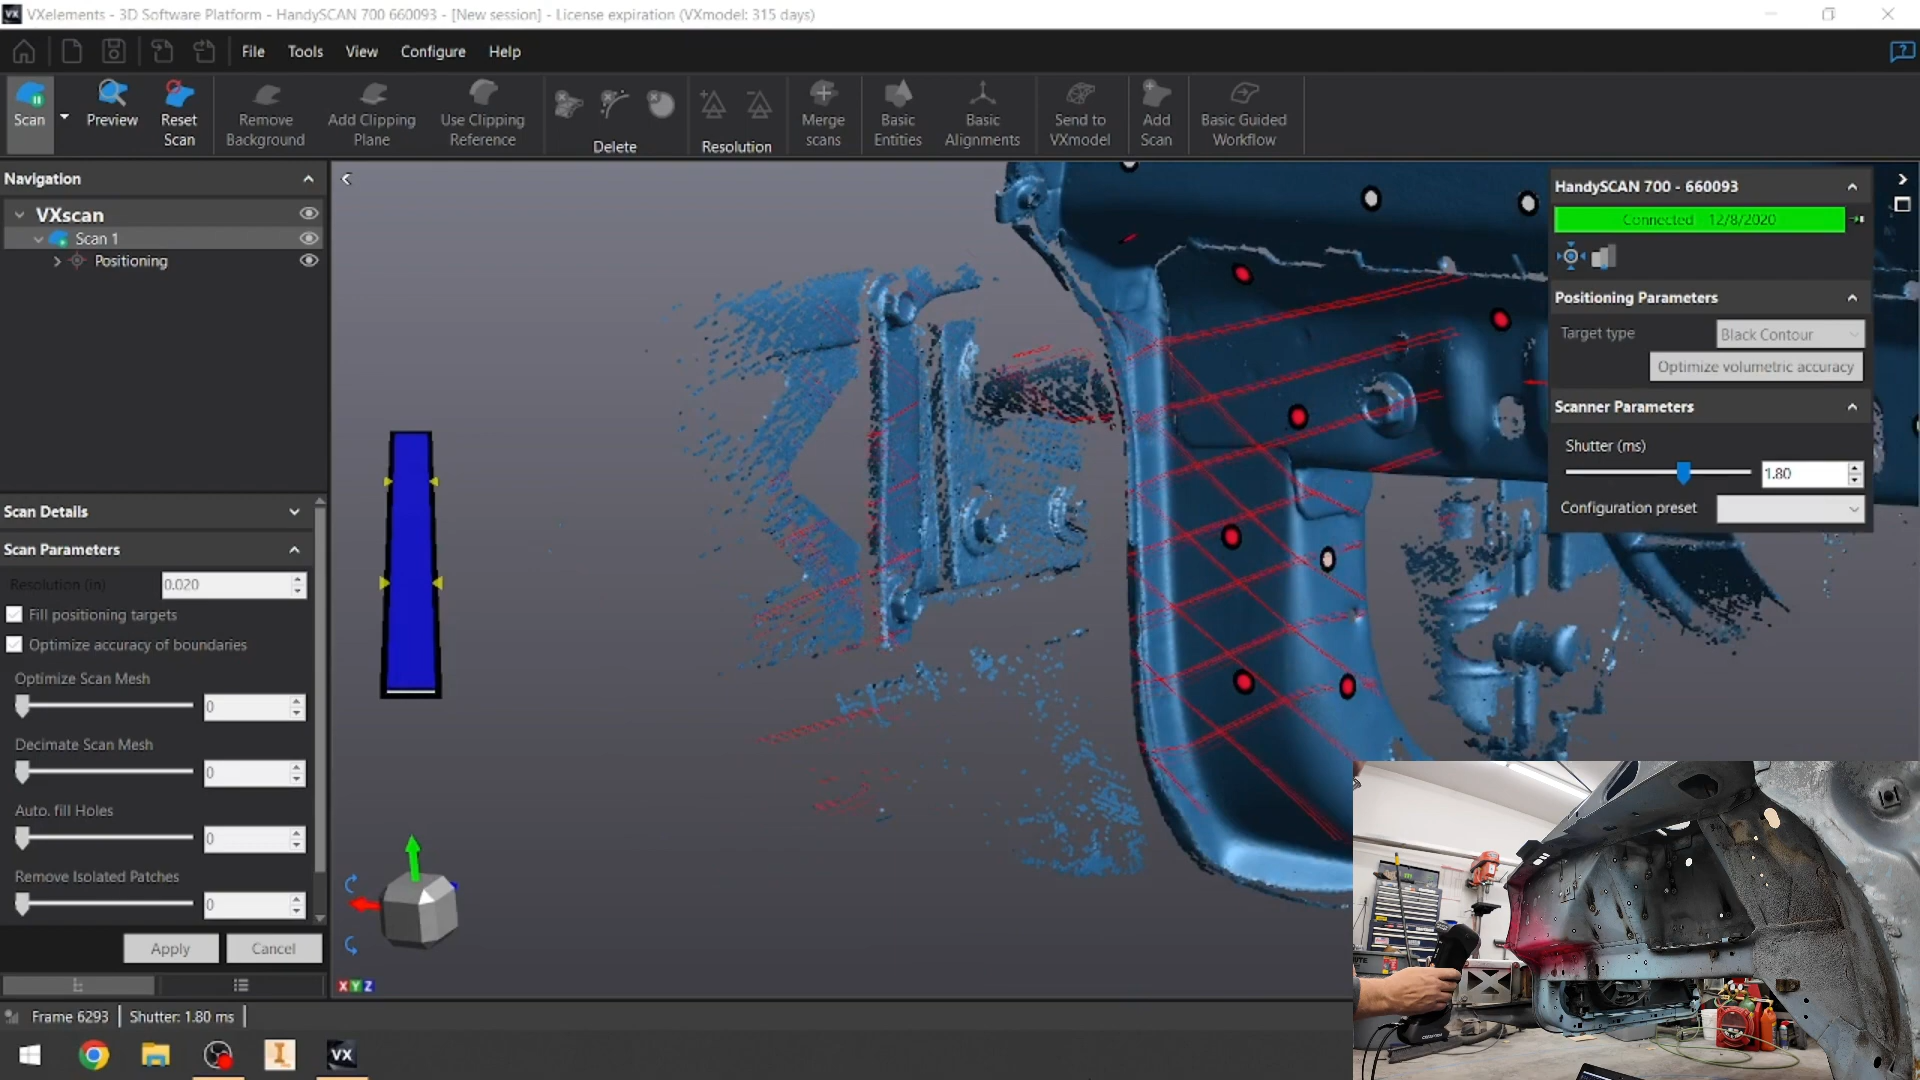 VX VXelements - 3D Software Platform - HandySCAN 700 660093 - [New session] - License expiration (VXmodel: 315 days)
File Tools View Configure Help
Scan
Preview
Reset Scan
Remove Background
Add Clipping Plane
Use Clipping Reference
Delete
Resolution
Merge scans
Basic Entities
Basic Alignments
Send to VXmodel
Add Scan
Basic Guided Workflow
Navigation
VXscan
Scan 1
Positioning
Scan Details
Scan Parameters
Resolution (in) 0.020
Fill positioning targets
Optimize accuracy of boundaries
Optimize Scan Mesh
0
Decimate Scan Mesh
0
Auto. fill Holes
0
Remove Isolated Patches
0
Apply Cancel
X Y Z
HandySCAN 700 - 660093
Connected 12/8/2020
Positioning Parameters
Target type Black Contour
Optimize volumetric accuracy
Scanner Parameters
Shutter (ms)
1.80
Configuration preset
Frame 6293 Shutter: 1.80 ms
I VX